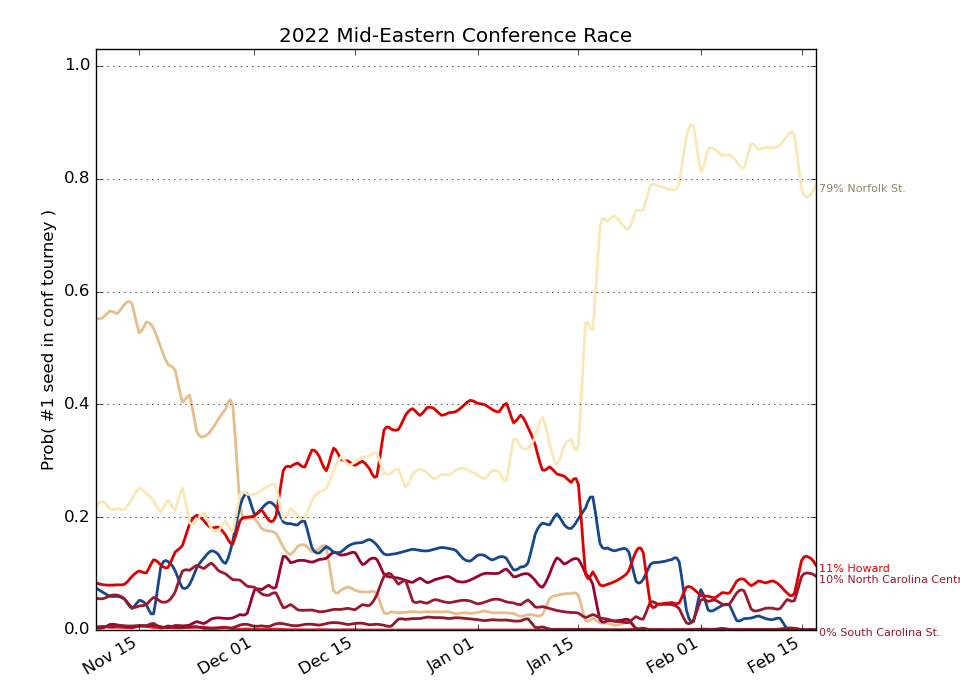 2022 Mid-Eastern Conference Race
Prob( #1 seed in conf tourney )
1.0
0.8
0.6
0.4
0.2
0.0
79% Norfolk St.
11% Howard
10% North Carolina Centr
0% South Carolina St.
Nov 15
Dec 01
Dec 15
Jan 01
Jan 15
Feb 01
Feb 15